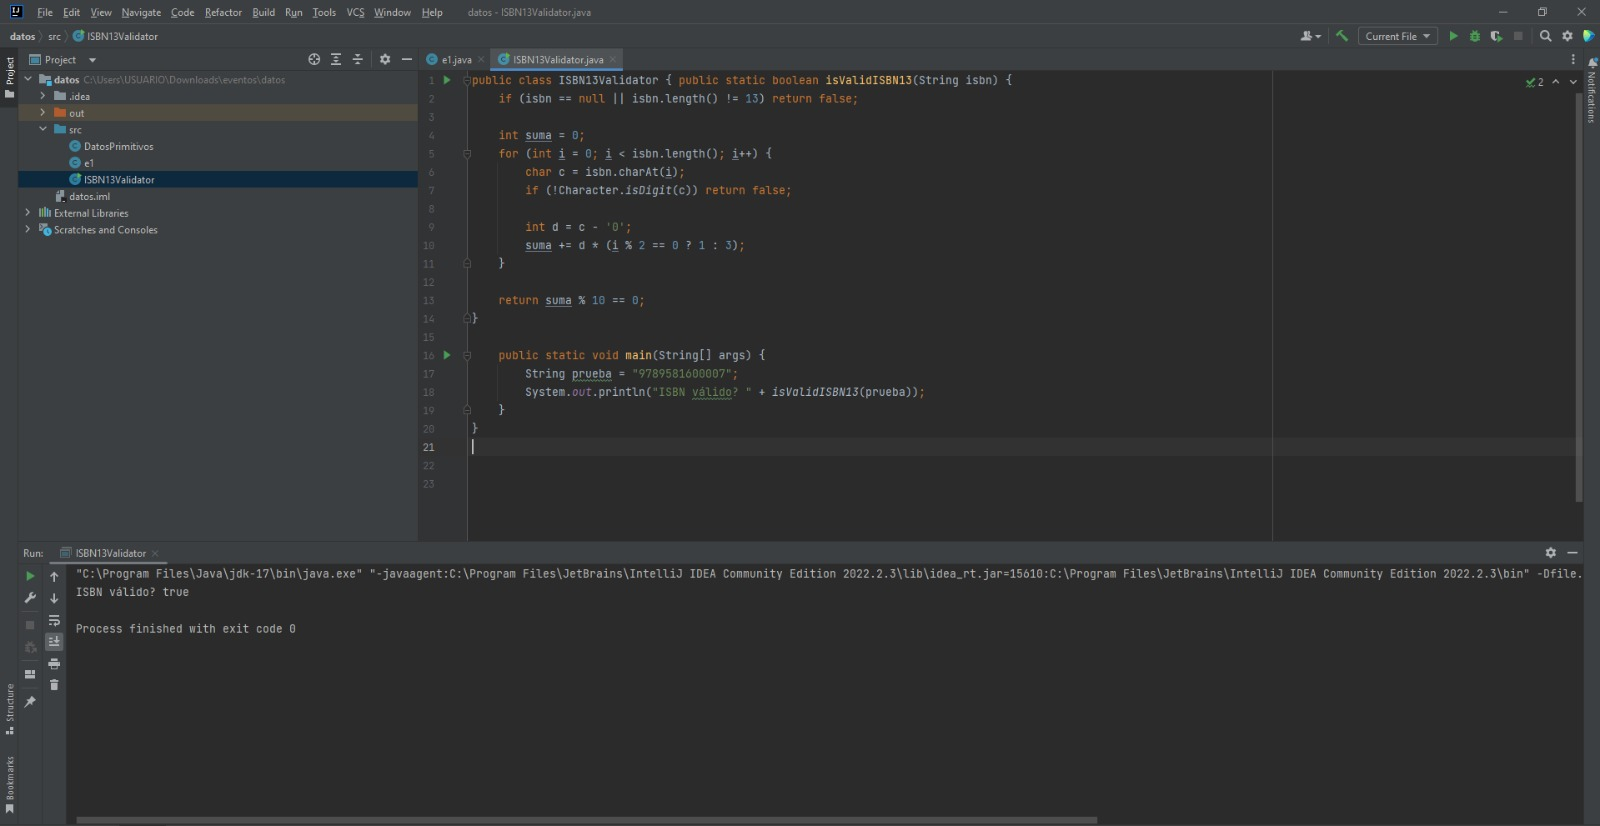 File Edit View Navigate Code Refactor Build Run Tools VCS Window Help datos - ISBN13Validator.java
datos src ISBN13Validator Current File
Project
e1.java ISBN13Validator.java
datos C:\Users\USUARIO\Downloads\eventos\datos
.idea
out
src
DatosPrimitivos
e1
ISBN13Validator
datos.iml
External Libraries
Scratches and Consoles
Project
Structure
Bookmarks
Notifications
2
1 public class ISBN13Validator { public static boolean isValidISBN13(String isbn) {
2 if (isbn == null || isbn.length() != 13) return false;
3
4 int suma = 0;
5 for (int i = 0; i < isbn.length(); i++) {
6 char c = isbn.charAt(i);
7 if (!Character.isDigit(c)) return false;
8
9 int d = c - '0';
10 suma += d * (i % 2 == 0 ? 1 : 3);
11 }
12
13 return suma % 10 == 0;
14 }
15
16 public static void main(String[] args) {
17 String prueba = "9789581600007";
18 System.out.println("ISBN válido? " + isValidISBN13(prueba));
19 }
20 }
21
22
23
Run: ISBN13Validator
"C:\Program Files\Java\jdk-17\bin\java.exe" "-javaagent:C:\Program Files\JetBrains\IntelliJ IDEA Community Edition 2022.2.3\lib\idea_rt.jar=15610:C:\Program Files\JetBrains\IntelliJ IDEA Community Edition 2022.2.3\bin" -Dfile.
ISBN válido? true
Process finished with exit code 0